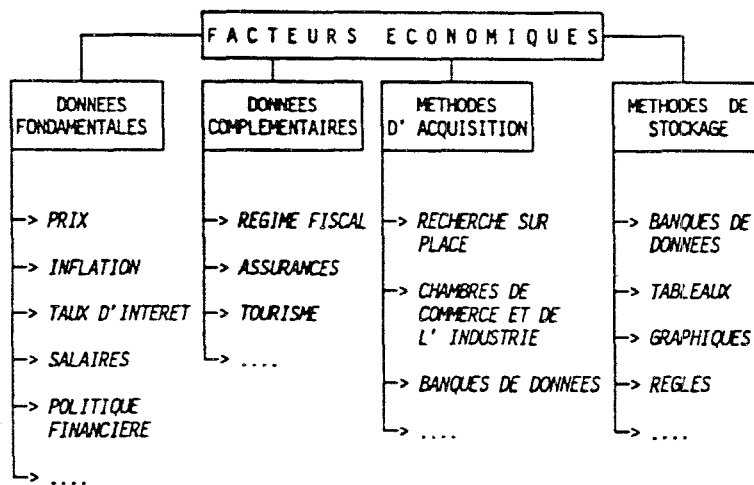 FACTEURS ECONOMIQUES
DONNEES
FONDAMENTALES
-> PRIX
-> INFLATION
-> TAUX D'INTERET
-> SALAIRES
-> POLITIQUE
FINANCIERE
-> ....
DONNEES
COMPLEMENTAIRES
-> REGIME FISCAL
-> ASSURANCES
-> TOURISME
-> ....
METHODES
D' ACQUISITION
-> RECHERCHE SUR
PLACE
-> CHAMBRES DE
COMMERCE ET DE
L' INDUSTRIE
-> BANQUES DE DONNEES
-> ....
METHODES DE
STOCKAGE
-> BANQUES DE
DONNEES
-> TABLEAUX
-> GRAPHIQUES
-> REGLES
-> ....